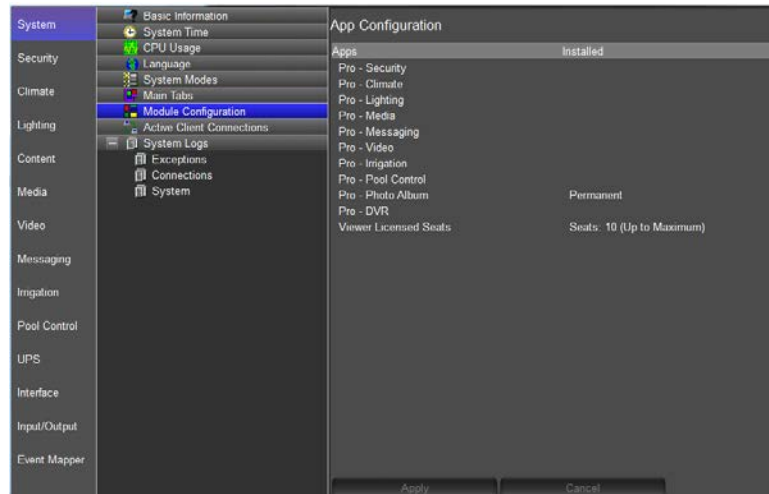 System
Security
Climate
Lighting
Content
Media
Video
Messaging
Irrigation
Pool Control
UPS
Interface
Input/Output
Event Mapper
Basic Information
System Time
CPU Usage
Language
System Modes
Main Tabs
Module Configuration
Active Client Connections
System Logs
Exceptions
Connections
System
App Configuration
Apps Installed
Pro - Security
Pro - Climate
Pro - Lighting
Pro - Media
Pro - Messaging
Pro - Video
Pro - Irrigation
Pro - Pool Control
Pro - Photo Album Permanent
Pro - DVR
Viewer Licensed Seats Seats: 10 (Up to Maximum)
Apply Cancel